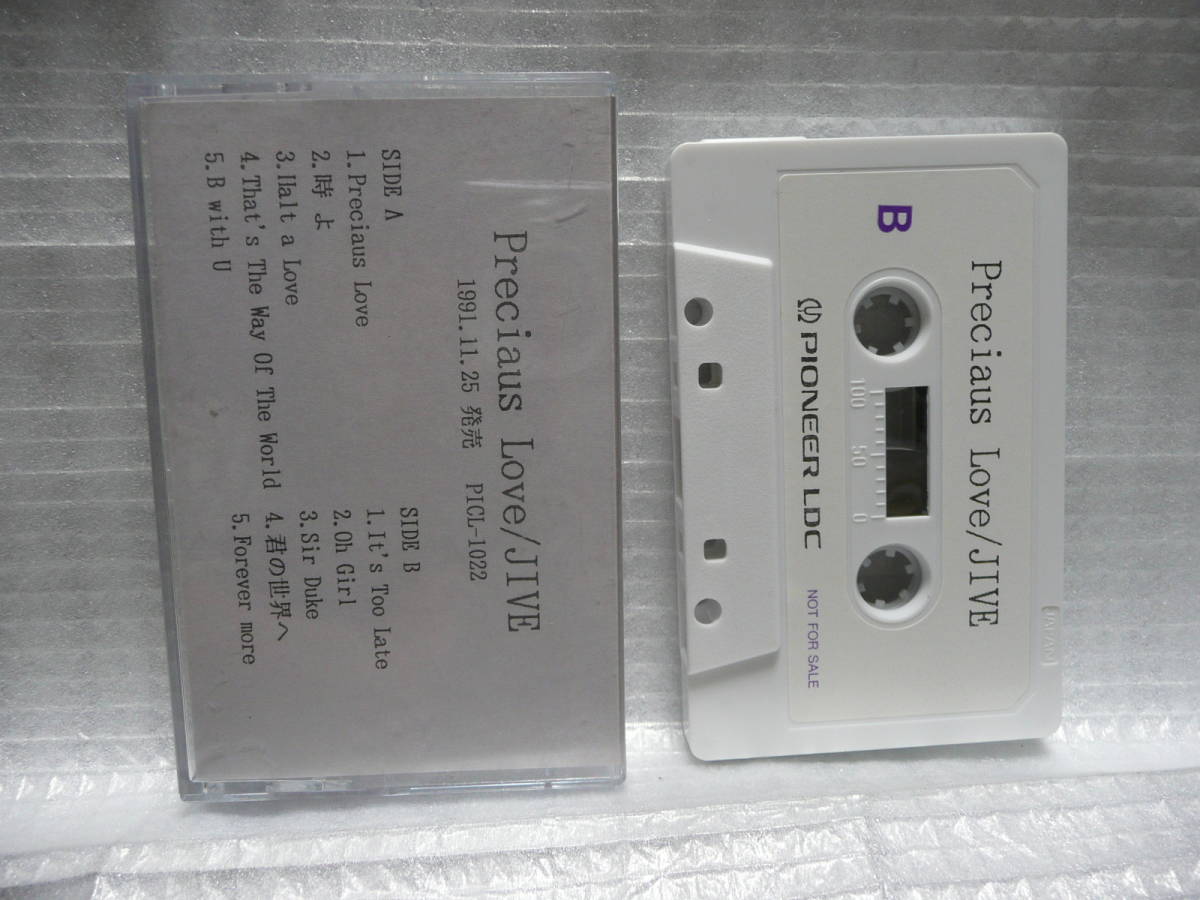 Preciaus Love/JIVE
1991.11.25 発売 PICL-1022
SIDE A
1.Preciaus Love
2.時 よ
3.Halt a Love
4.That's The Way Of The World
5.B with U
SIDE B
1.It's Too Late
2.Oh Girl
3.Sir Duke
4.君の世界へ
5.Forever more
Preciaus Love/JIVE
B
100 50 0
PIONEER LDC
NOT FOR SALE